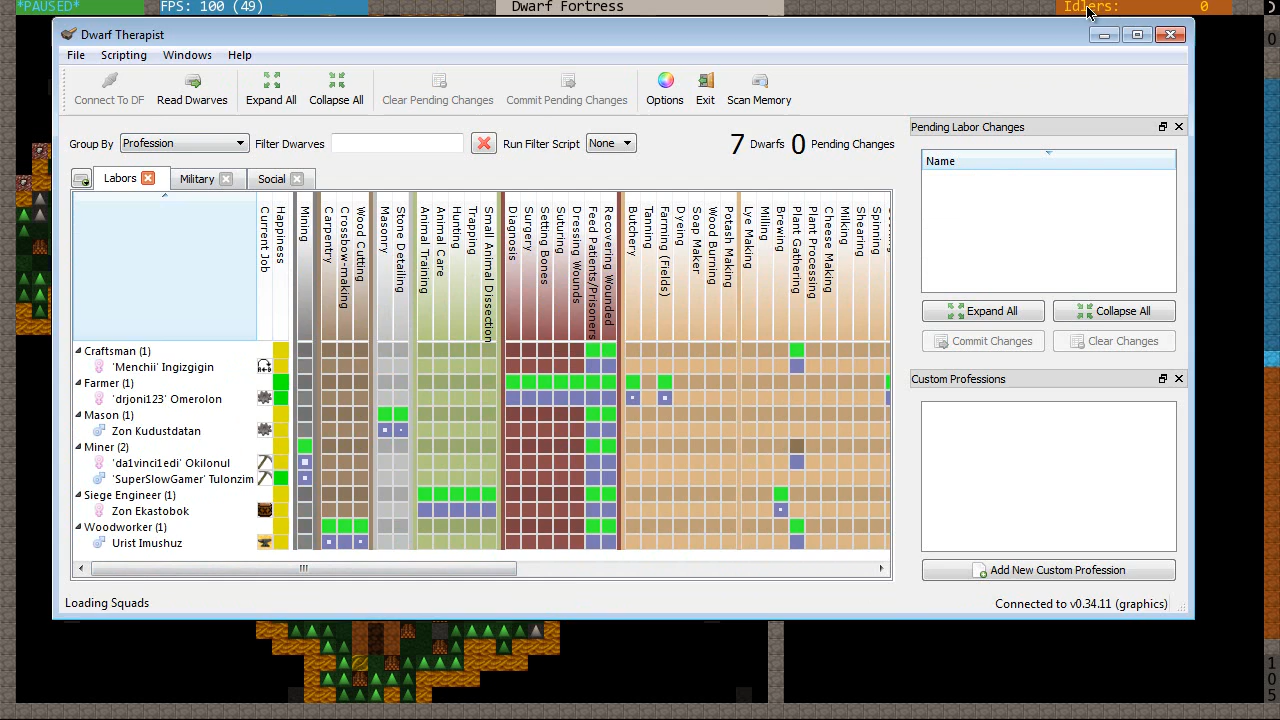 *PAUSED*
FPS: 100 (49)
Dwarf Fortress
Idlers: 0
Dwarf Therapist
File Scripting Windows Help
Connect To DF
Read Dwarves
Expand All
Collapse All
Clear Pending Changes
Commit Pending Changes
Options
Exit
Scan Memory
Group By
Profession
Filter Dwarves
None
7 Dwarfs 0 Pending Changes
Labors
Military
Social
Current Job
Happiness
Mining
Carpentry
Crossbow-making
Wood Cutting
Masonry
Stone Detailing
Animal Training
Animal Care
Hunting
Trapping
Small Animal Dissection
Diagnosis
Surgery
Setting Bones
Suturing
Dressing Wounds
Feed Patients/Prisoners
Recovering Wounded
Butchery
Farming (Fields)
Dyeing
Soap Maker
Wood Burning
Potash Making
Lye Making
Milling
Brewing
Plant Gathering
Plant Processing
Cheese Making
Milking
Shearing
Spinning
Craftsman (1)
'Menchii' Ingizgigin
Farmer (1)
'drjoni123' Omerolon
Mason (1)
Zon Kudustdatan
Miner (2)
'da1vinci1edi' Okilonul
'SuperSlowGamer' Tulonzim
Siege Engineer (1)
Zon Ekastobok
Woodworker (1)
Urist Imushuz
Pending Labor Changes
Name
Expand All
Collapse All
Commit Changes
Clear Changes
Custom Professions
Add New Custom Profession
Loading Squads
Connected to v0.34.11 (graphics)